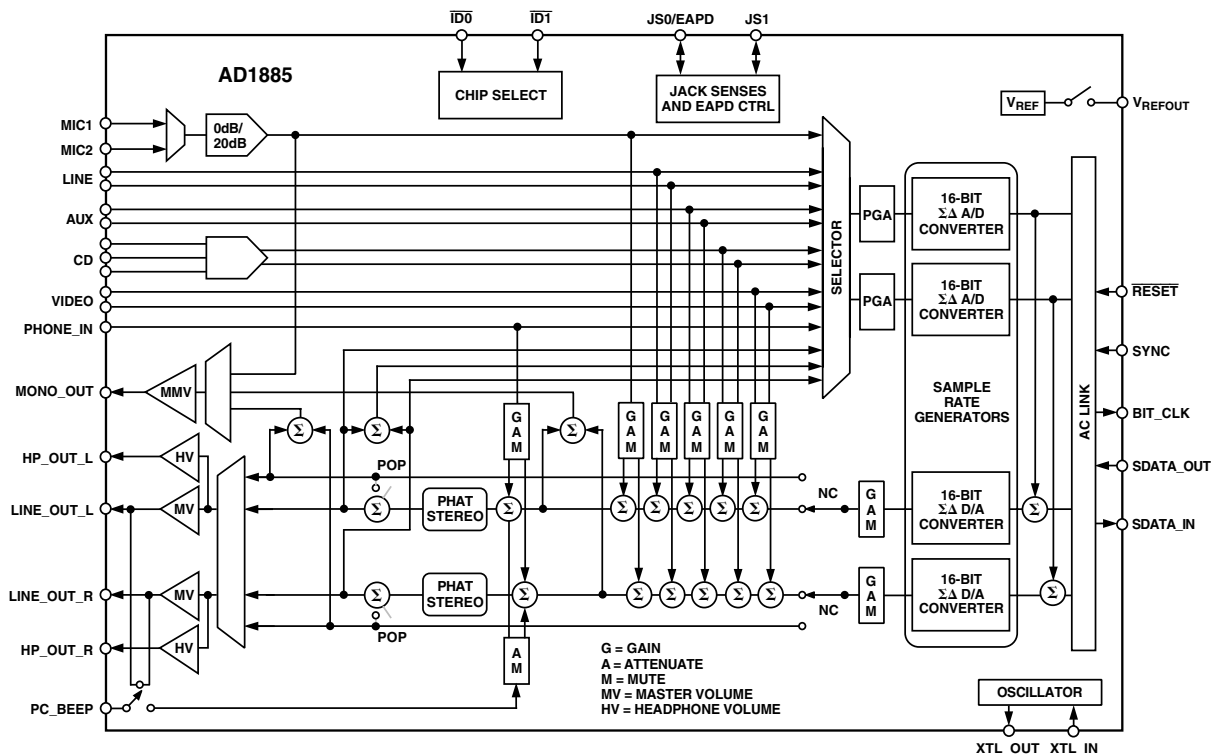 ID0
ID1
JS0/EAPD
JS1
AD1885
CHIP SELECT
JACK SENSES
AND EAPD CTRL
VREF
VREFOUT
MIC1
MIC2
0dB/
20dB
LINE
AUX
CD
VIDEO
PHONE_IN
SELECTOR
PGA
PGA
16-BIT
ΣΔ A/D
CONVERTER
16-BIT
ΣΔ A/D
CONVERTER
SAMPLE
RATE
GENERATORS
AC LINK
RESET
SYNC
BIT_CLK
SDATA_OUT
SDATA_IN
MONO_OUT
MMV
Σ
Σ
G
A
M
Σ
G
A
M
G
A
M
G
A
M
G
A
M
G
A
M
HP_OUT_L
HV
POP
LINE_OUT_L
MV
Σ
PHAT
STEREO
Σ
Σ
Σ
Σ
Σ
Σ
NC
G
A
M
16-BIT
ΣΔ D/A
CONVERTER
Σ
LINE_OUT_R
MV
Σ
PHAT
STEREO
Σ
Σ
Σ
Σ
Σ
Σ
NC
G
A
M
16-BIT
ΣΔ D/A
CONVERTER
Σ
POP
HP_OUT_R
HV
A
M
G = GAIN
A = ATTENUATE
M = MUTE
MV = MASTER VOLUME
HV = HEADPHONE VOLUME
PC_BEEP
OSCILLATOR
XTL_OUT
XTL_IN